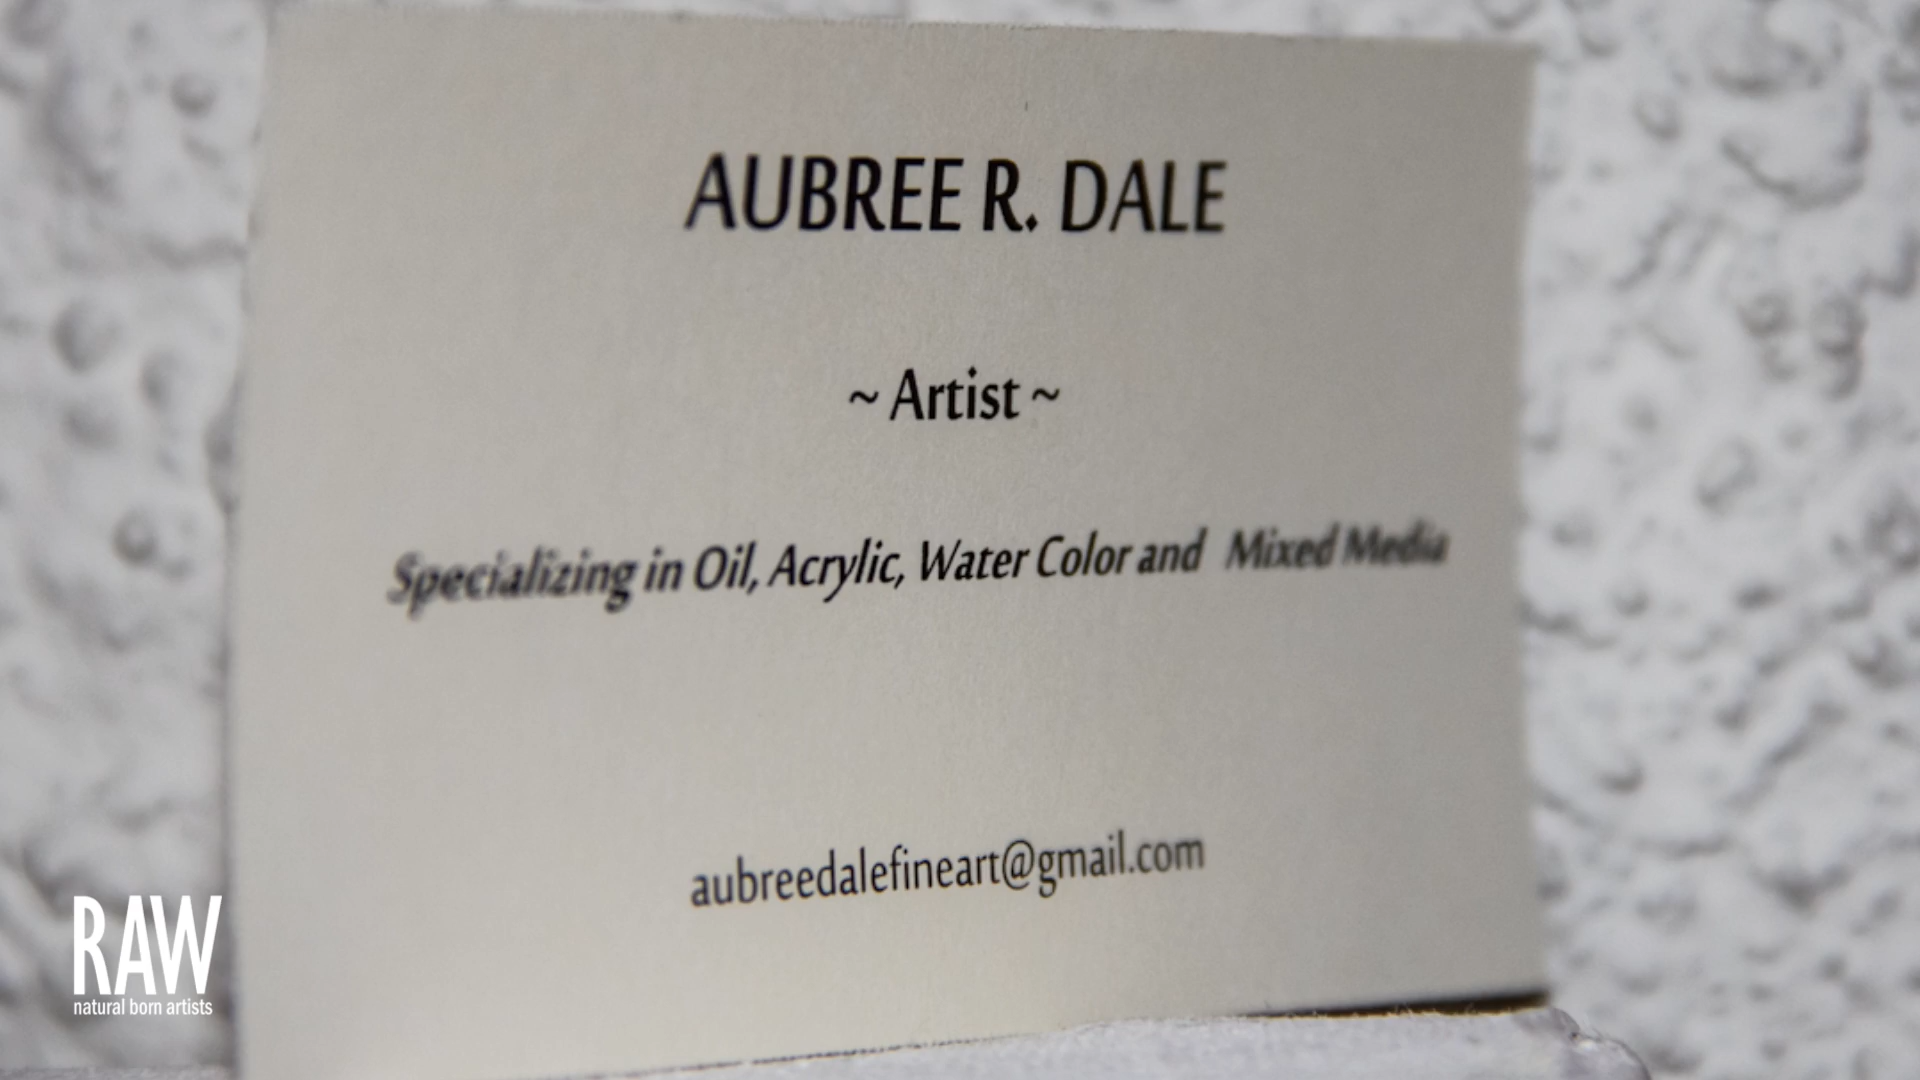 AUBREE R. DALE
~ Artist ~
Specializing in Oil, Acrylic, Water Color and Mixed Media
aubreedalefineart@gmail.com
RAW
natural born artists